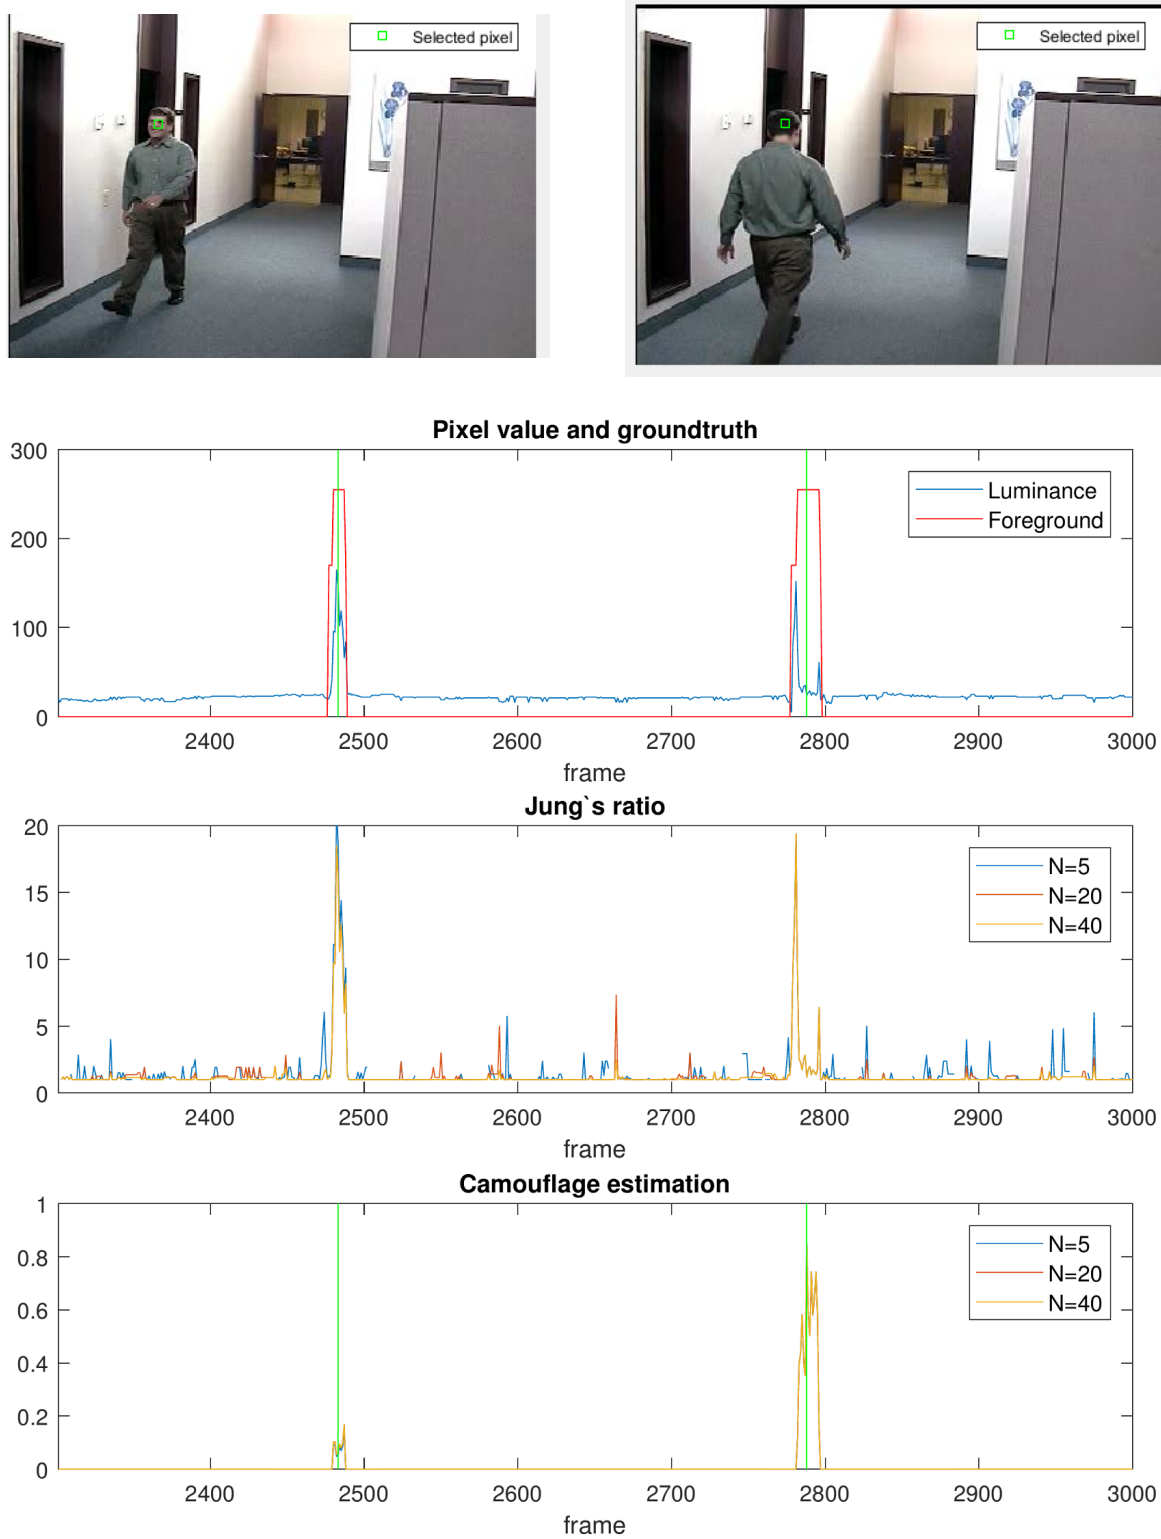 Selected pixel
Selected pixel
Pixel value and groundtruth
300
200
100
0
Luminance
Foreground
2400 2500 2600 2700 2800 2900 3000
frame
Jung`s ratio
20
15
10
5
0
N=5
N=20
N=40
2400 2500 2600 2700 2800 2900 3000
frame
Camouflage estimation
1
0.8
0.6
0.4
0.2
0
N=5
N=20
N=40
2400 2500 2600 2700 2800 2900 3000
frame